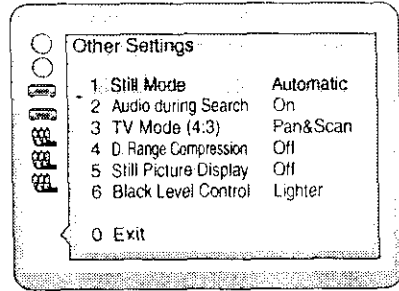 Other Settings
1 Still Mode Automatic
2 Audio during Search On
3 TV Mode (4:3) Pan&Scan
4 D. Range Compression Off
5 Still Picture Display Off
6 Black Level Control Lighter
0 Exit